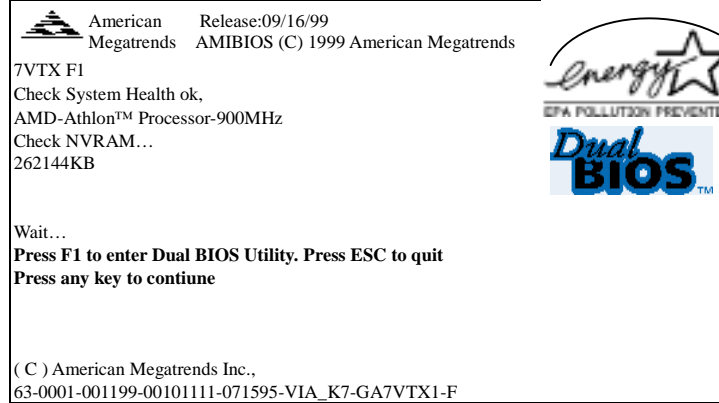 American Release:09/16/99
Megatrends AMIBIOS (C) 1999 American Megatrends
energy
EPA POLLUTION PREVENTE
7VTX F1
Check System Health ok,
AMD-Athlon™ Processor-900MHz
Check NVRAM…
262144KB
Dual
BIOS TM
Wait…
Press F1 to enter Dual BIOS Utility. Press ESC to quit
Press any key to contiune
( C ) American Megatrends Inc.,
63-0001-001199-00101111-071595-VIA_K7-GA7VTX1-F